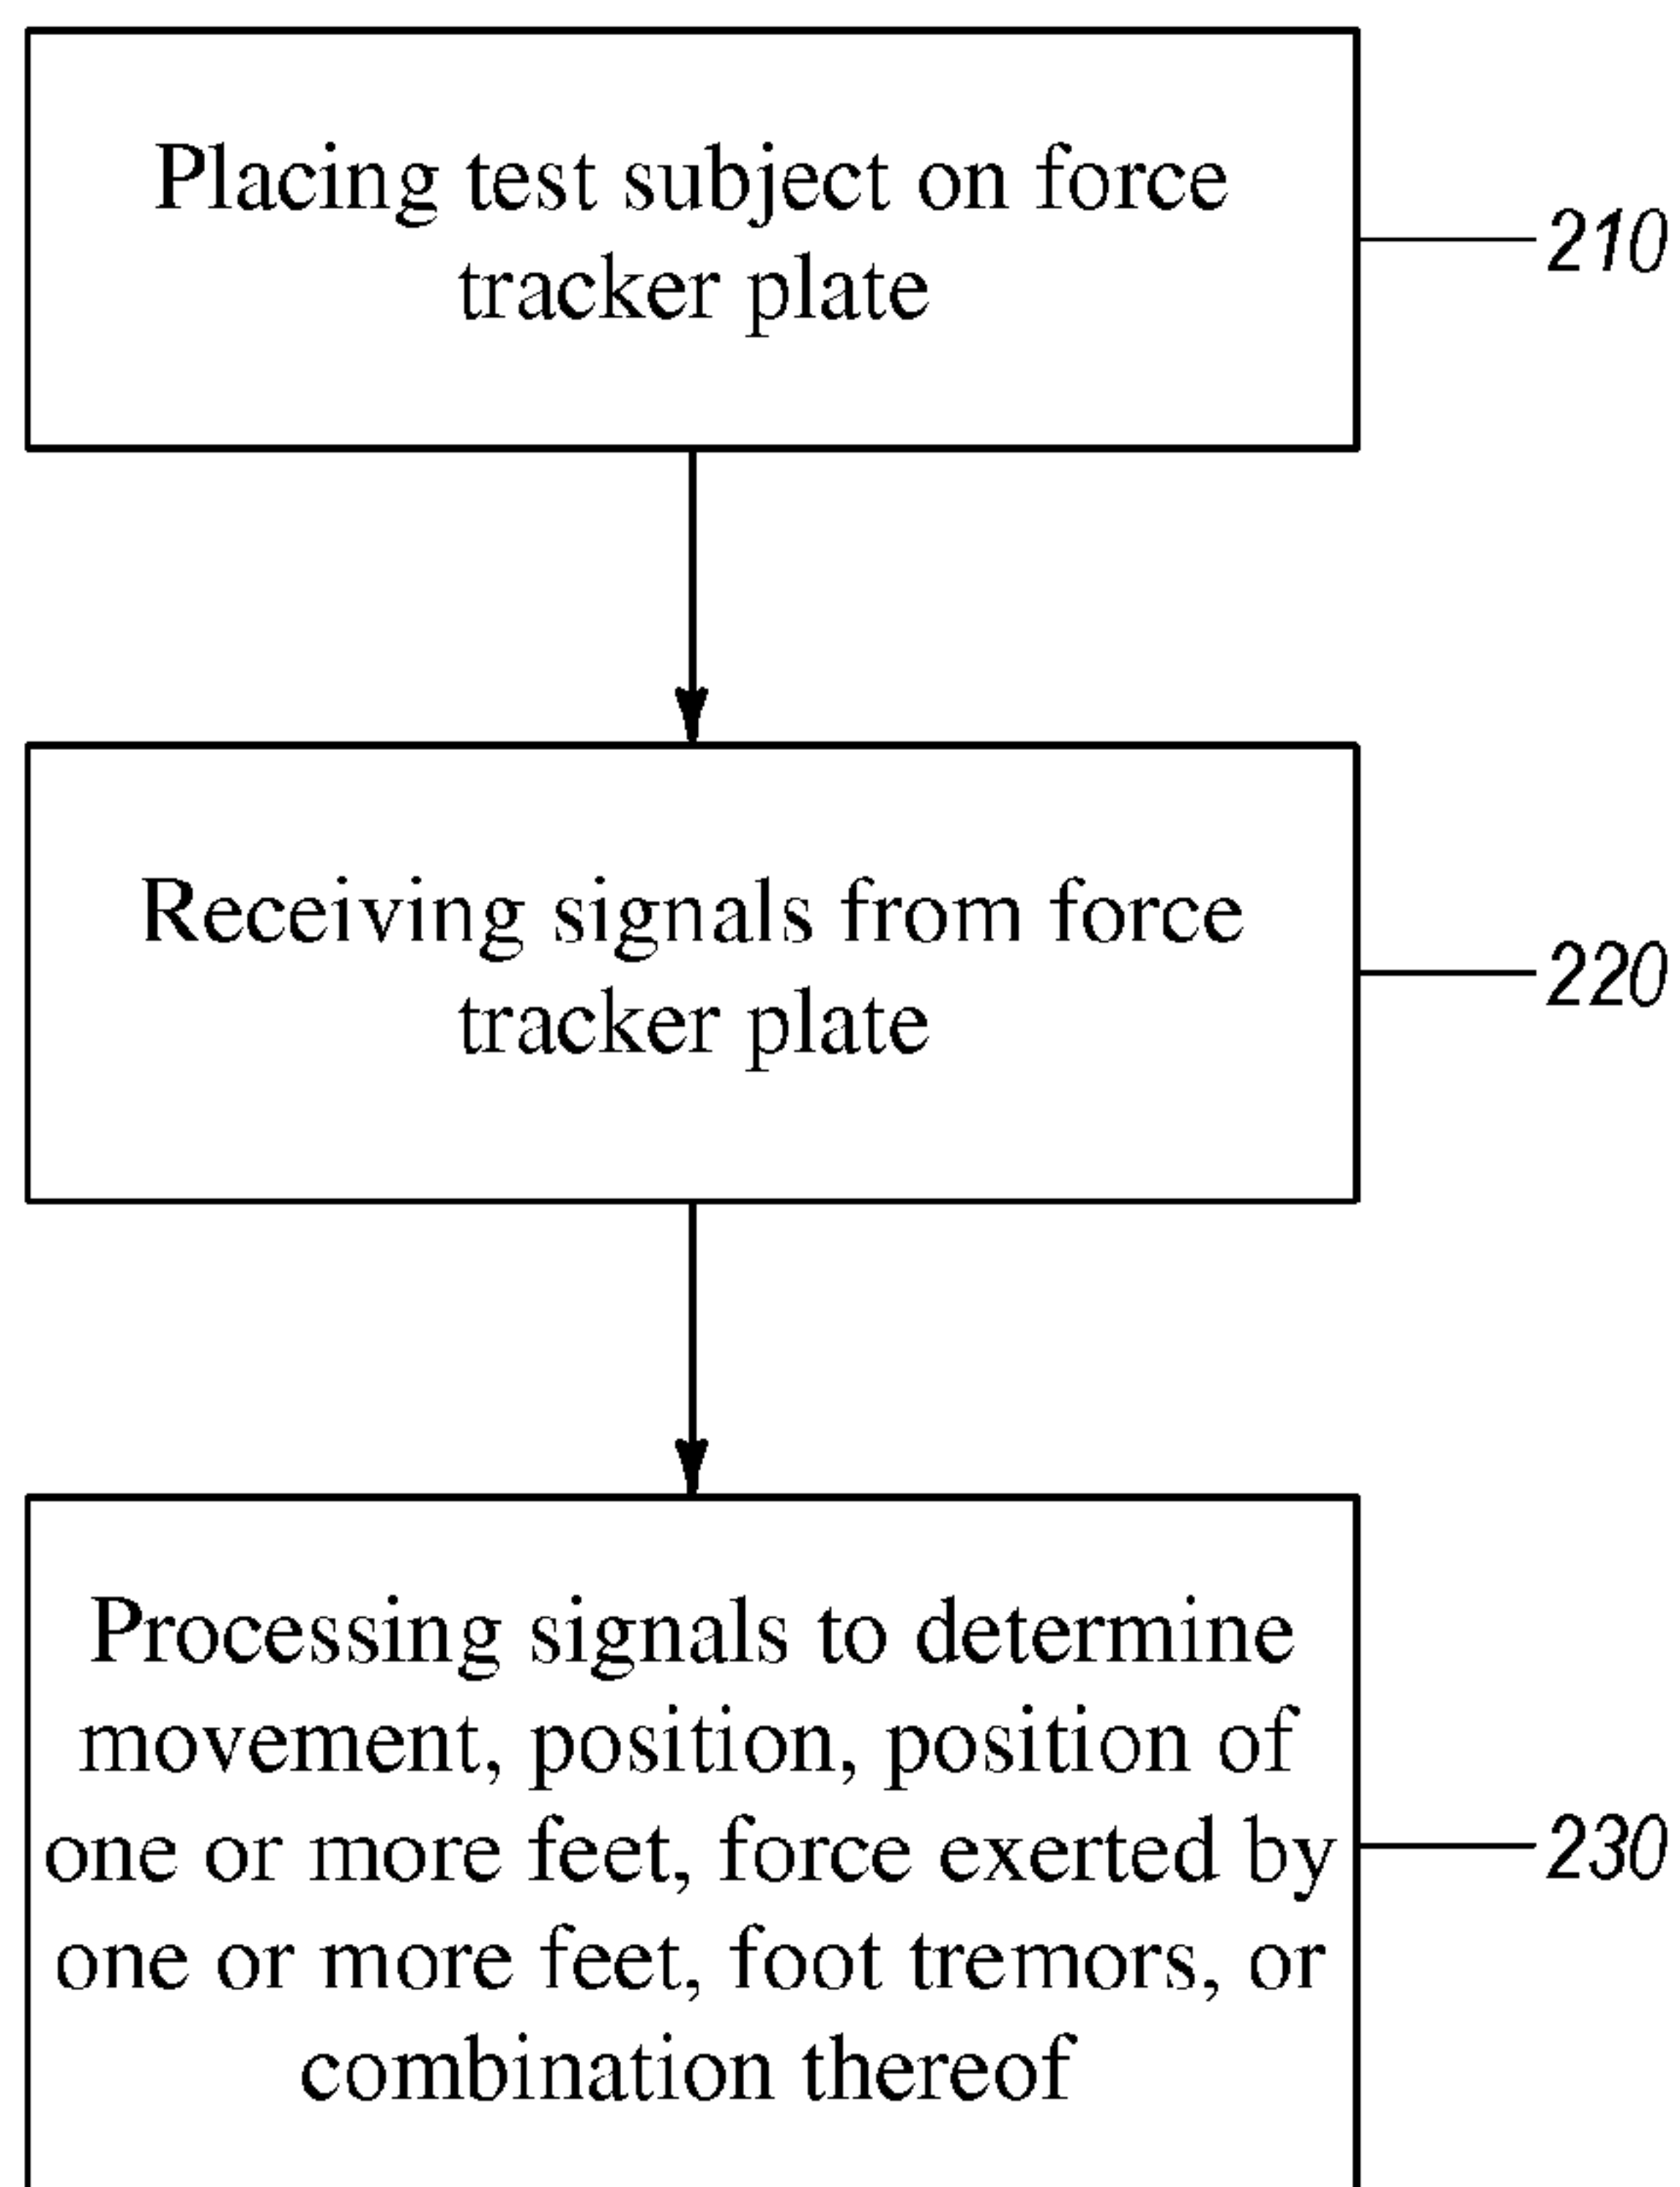 Placing test subject on force
tracker plate
210
Receiving signals from force
tracker plate
220
Processing signals to determine
movement, position, position of
one or more feet, force exerted by
one or more feet, foot tremors, or
combination thereof
230